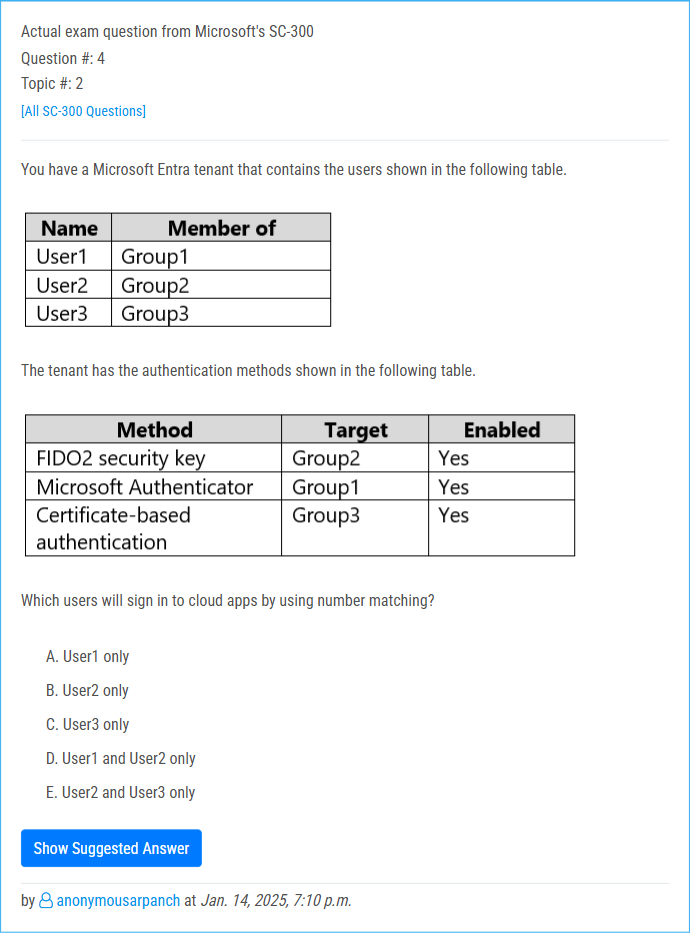 Actual exam question from Microsoft's SC-300
Question #: 4
Topic #: 2
[All SC-300 Questions]
You have a Microsoft Entra tenant that contains the users shown in the following table.
Name Member of
User1 Group1
User2 Group2
User3 Group3
The tenant has the authentication methods shown in the following table.
Method Target Enabled
FIDO2 security key Group2 Yes
Microsoft Authenticator Group1 Yes
Certificate-based Group3 Yes
authentication
Which users will sign in to cloud apps by using number matching?
A. User1 only
B. User2 only
C. User3 only
D. User1 and User2 only
E. User2 and User3 only
Show Suggested Answer
by anonymousarpanch at Jan. 14, 2025, 7:10 p.m.